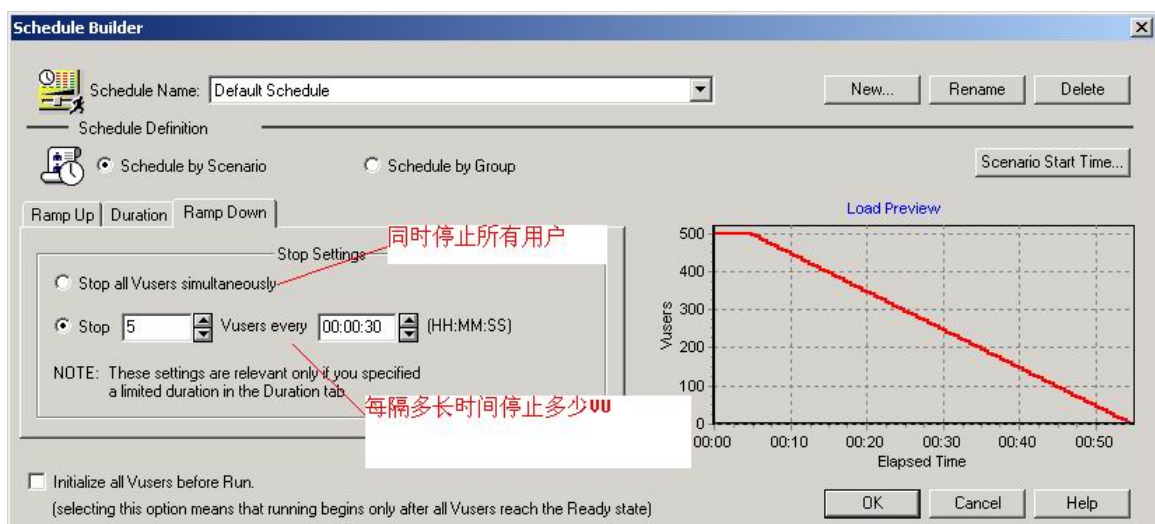 Schedule Builder
Schedule Name: Default Schedule
New... Rename Delete
Schedule Definition
Schedule by Scenario Schedule by Group Scenario Start Time...
Ramp Up Duration Ramp Down
同时停止所有用户
Stop Settings
Stop all Vusers simultaneously
Stop 5 Vusers every 00:00:30 (HH:MM:SS)
NOTE: These settings are relevant only if you specified
a limited duration in the Duration tab
每隔多长时间停止多少VU
Load Preview
Vusers
500
400
300
200
100
0
00:00 00:10 00:20 00:30 00:40 00:50
Elapsed Time
Initialize all Vusers before Run.
(selecting this option means that running begins only after all Vusers reach the Ready state)
OK Cancel Help